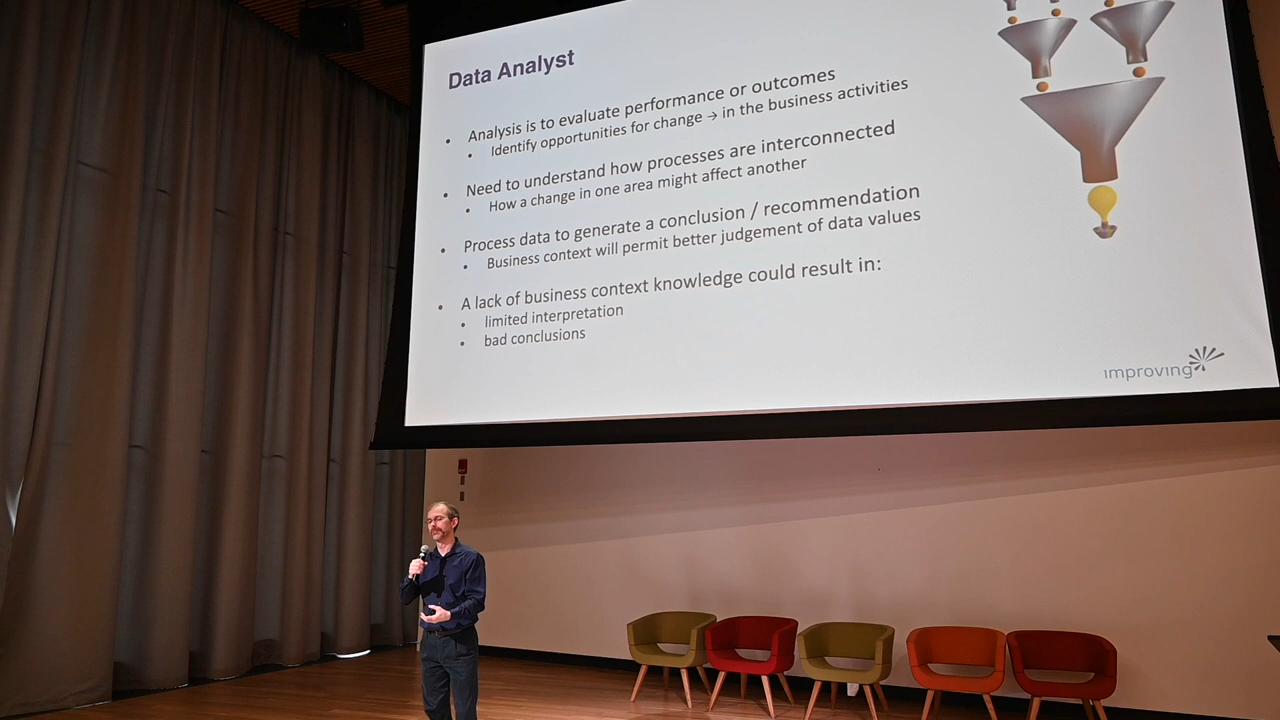 Data Analyst
• Analysis is to evaluate performance or outcomes
• Identify opportunities for change → in the business activities
• Need to understand how processes are interconnected
• How a change in one area might affect another
• Process data to generate a conclusion / recommendation
• Business context will permit better judgement of data values
• A lack of business context knowledge could result in:
• limited interpretation
• bad conclusions
improving